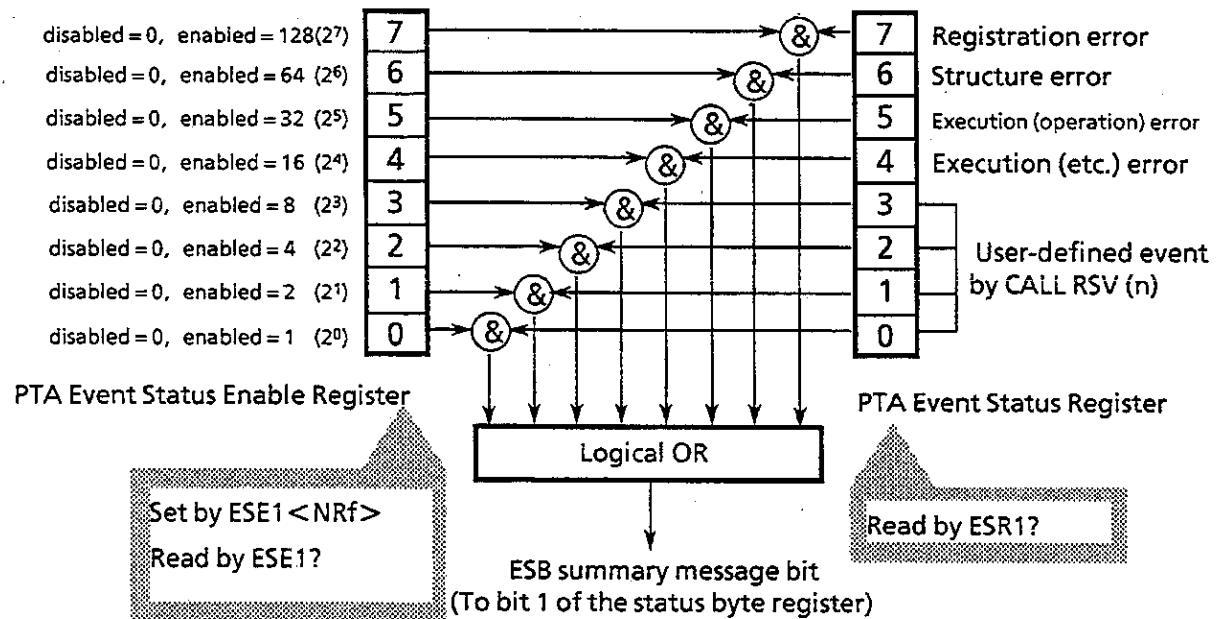 disabled = 0, enabled = 128(2⁷) 7 & 7 Registration error
disabled = 0, enabled = 64 (2⁶) 6 & 6 Structure error
disabled = 0, enabled = 32 (2⁵) 5 & 5 Execution (operation) error
disabled = 0, enabled = 16 (2⁴) 4 & 4 Execution (etc.) error
disabled = 0, enabled = 8 (2³) 3 & 3
disabled = 0, enabled = 4 (2²) 2 & 2 User-defined event
disabled = 0, enabled = 2 (2¹) 1 & 1 by CALL RSV (n)
disabled = 0, enabled = 1 (2⁰) 0 & 0
PTA Event Status Enable Register
PTA Event Status Register
Logical OR
Set by ESE1<NRf>
Read by ESE1?
Read by ESR1?
ESB summary message bit
(To bit 1 of the status byte register)